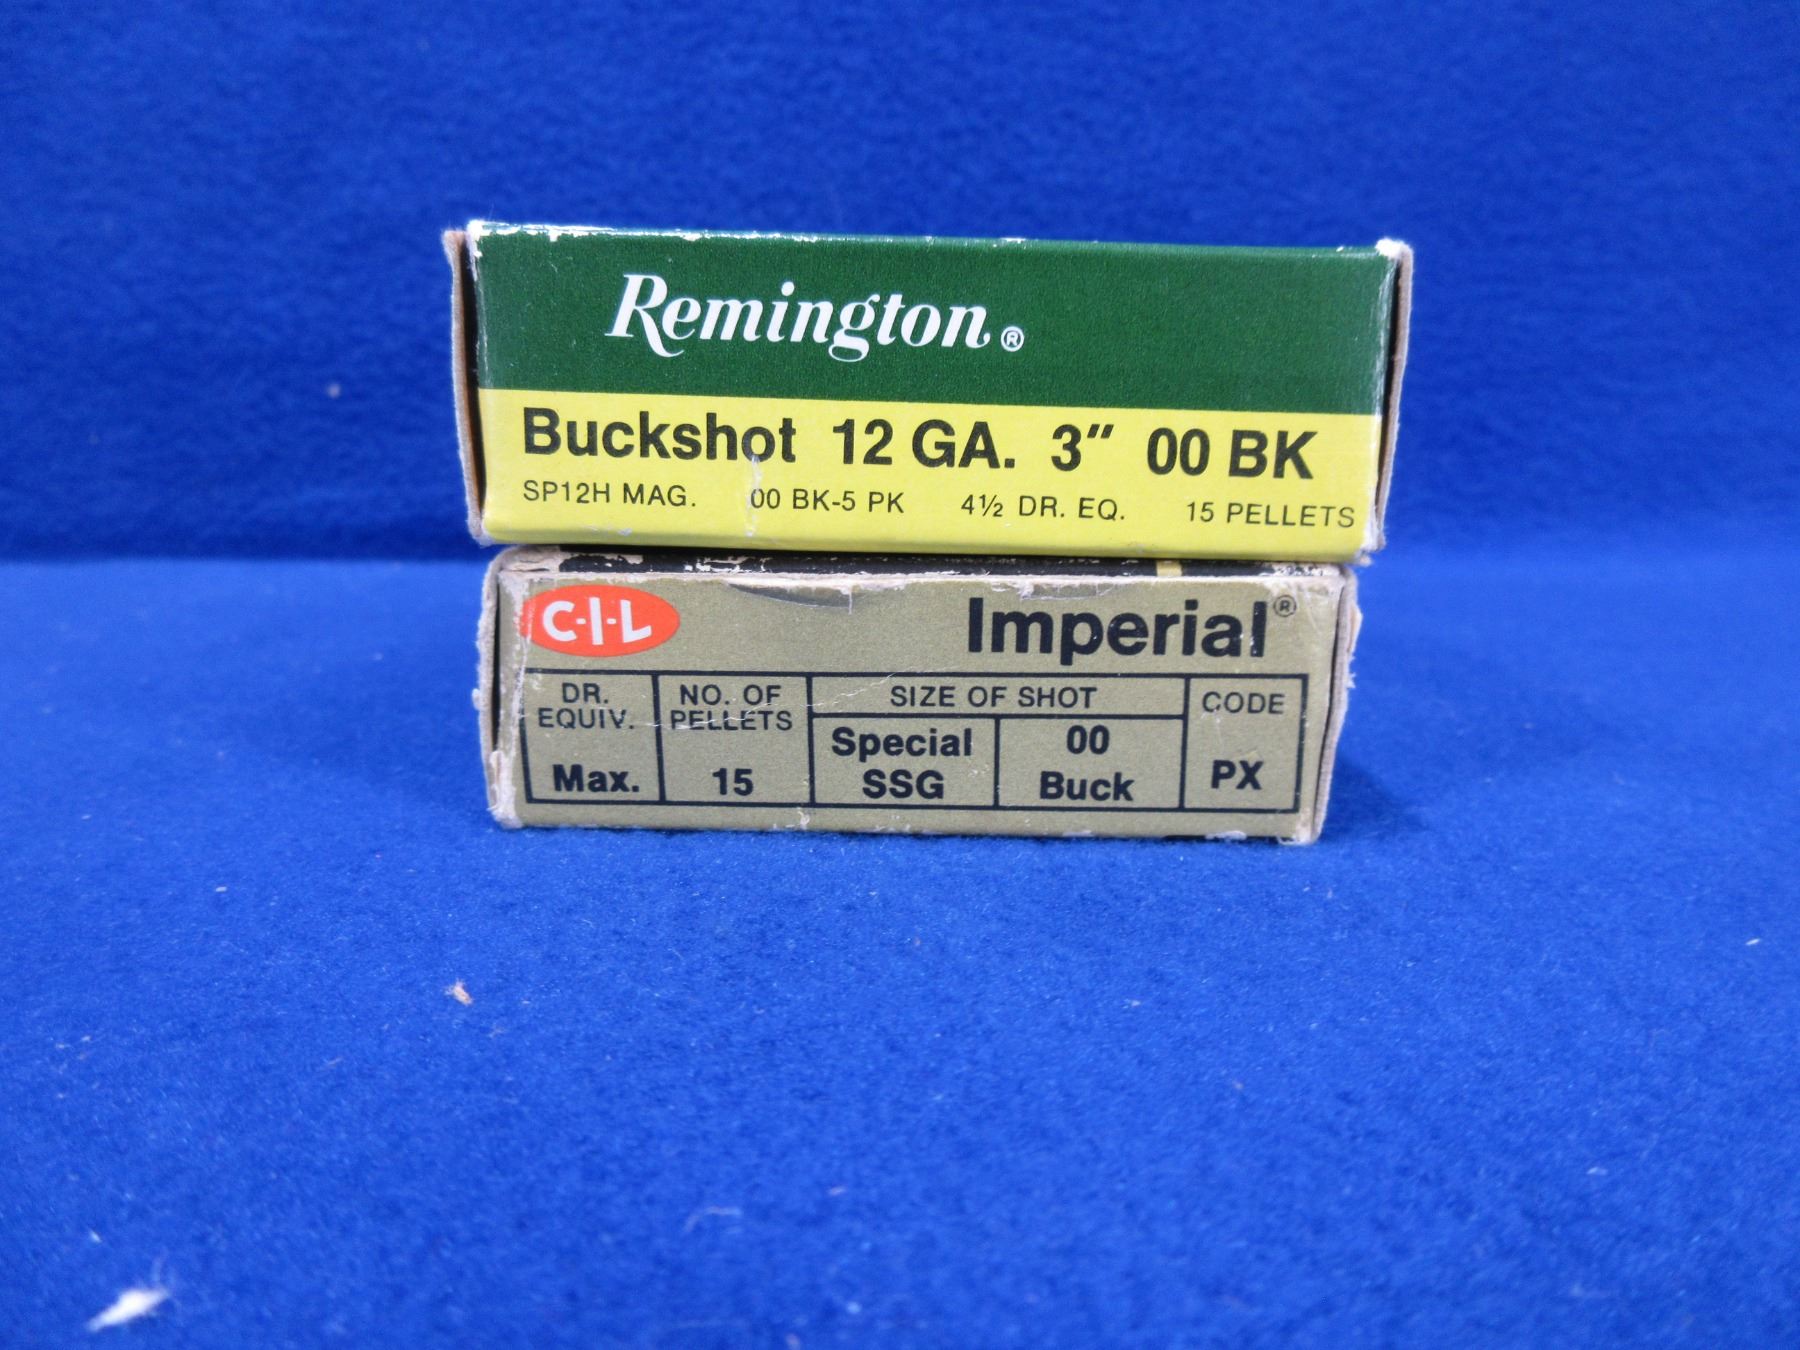 Remington®
Buckshot 12 GA. 3" 00 BK
SP12H MAG. 00 BK-5 PK 4½ DR. EQ. 15 PELLETS
C-I-L Imperial®
DR. EQUIV. NO. OF PELLETS SIZE OF SHOT CODE
Max. 15 Special SSG 00 Buck PX